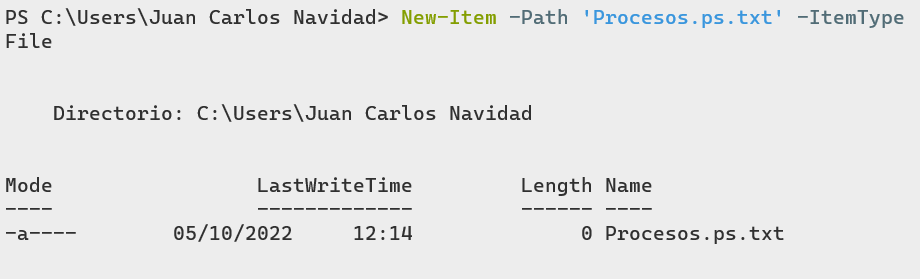 PS C:\Users\Juan Carlos Navidad> New-Item -Path 'Procesos.ps.txt' -ItemType
File
Directorio: C:\Users\Juan Carlos Navidad
Mode LastWriteTime Length Name
---- ------------- ------ ----
-a---- 05/10/2022 12:14 0 Procesos.ps.txt